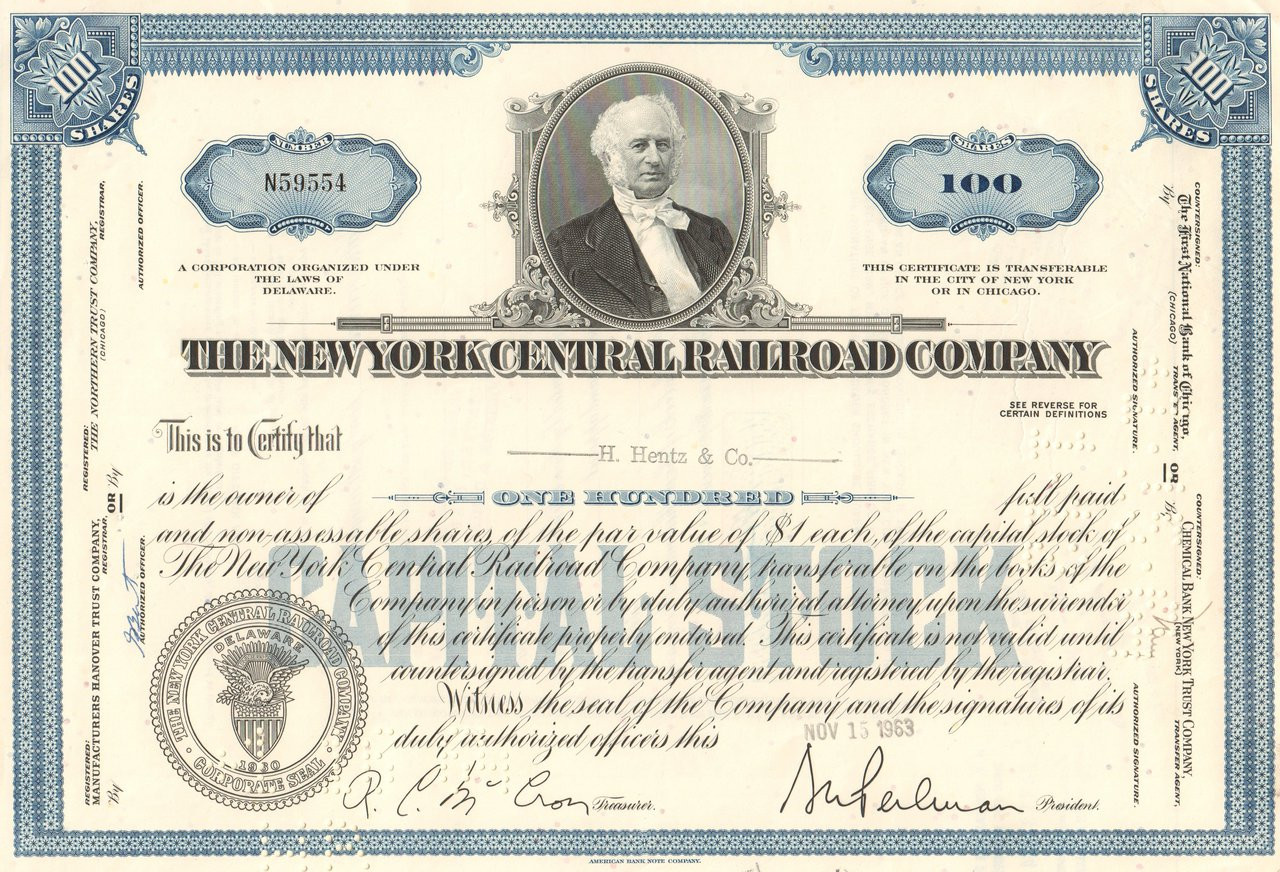 100
SHARES
100
SHARES
NUMBER
N59554
SHARES
100
A CORPORATION ORGANIZED UNDER
THE LAWS OF
DELAWARE.
THIS CERTIFICATE IS TRANSFERABLE
IN THE CITY OF NEW YORK
OR IN CHICAGO.
THE NEW YORK CENTRAL RAILROAD COMPANY
SEE REVERSE FOR
CERTAIN DEFINITIONS
This is to Certify that
H. Hentz & Co.
is the owner of ONE HUNDRED full paid
and non-assessable shares, of the par value of $1 each, of the capital stock of
The New York Central Railroad Company, transferable on the books of the
Company in person or by duly authorized attorney, upon the surrender
of this certificate properly endorsed. This certificate is not valid until
countersigned by the transfer agent and registered by the registrar.
Witness the seal of the Company and the signatures of its
duly authorized officers this
NOV 15 1963
CAPITAL STOCK
THE NEW YORK CENTRAL RAILROAD COMPANY
DELAWARE
1930
CORPORATE SEAL
R. C. McCroy Treasurer.
Perlman President.
REGISTERED:
THE NORTHERN TRUST COMPANY,
(CHICAGO) REGISTRAR,
By
AUTHORIZED OFFICER.
OR
REGISTERED:
MANUFACTURERS HANOVER TRUST COMPANY,
REGISTRAR,
By
AUTHORIZED OFFICER.
COUNTERSIGNED:
The First National Bank of Chicago,
(CHICAGO) TRANSFER AGENT,
By
AUTHORIZED SIGNATURE.
OR
COUNTERSIGNED:
CHEMICAL BANK NEW YORK TRUST COMPANY,
(NEW YORK) TRANSFER AGENT,
By
AUTHORIZED SIGNATURE.
AMERICAN BANK NOTE COMPANY.